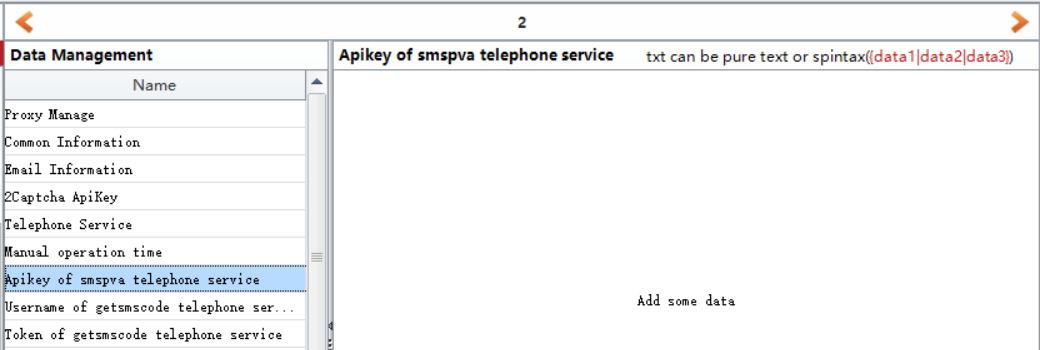 2
Data Management
Apikey of smspva telephone service txt can be pure text or spintax({data1|data2|data3})
Name
Proxy Manage
Common Information
Email Information
2Captcha ApiKey
Telephone Service
Manual operation time
Apikey of smspva telephone service
Username of getsmscode telephone ser...
Token of getsmscode telephone service
Add some data